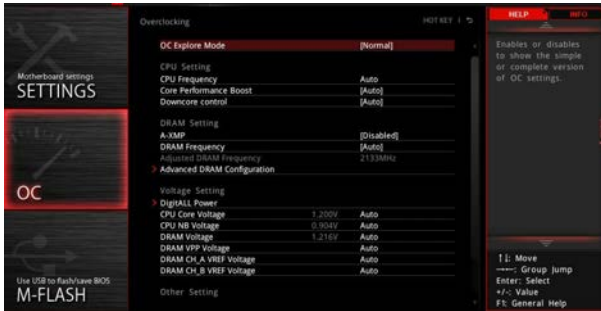 Overclocking
HOT KEY
HELP
INFO
Motherboard settings
SETTINGS
OC
Use USB to flash/save BIOS
M-FLASH
OC Explore Mode [Normal]
CPU Setting
CPU Frequency Auto
Core Performance Boost [Auto]
Downcore control [Auto]
DRAM Setting
A-XMP [Disabled]
DRAM Frequency [Auto]
Adjusted DRAM Frequency 2133MHz
> Advanced DRAM Configuration
Voltage Setting
> DigitALL Power
CPU Core Voltage 1.200V Auto
CPU NB Voltage 0.904V Auto
DRAM Voltage 1.216V Auto
DRAM VPP Voltage Auto
DRAM CH_A VREF Voltage Auto
DRAM CH_B VREF Voltage Auto
Other Setting
Enables or disables
to show the simple
or complete version
of OC settings.
↑↓: Move
: Group Jump
Enter: Select
+/-: Value
F1: General Help